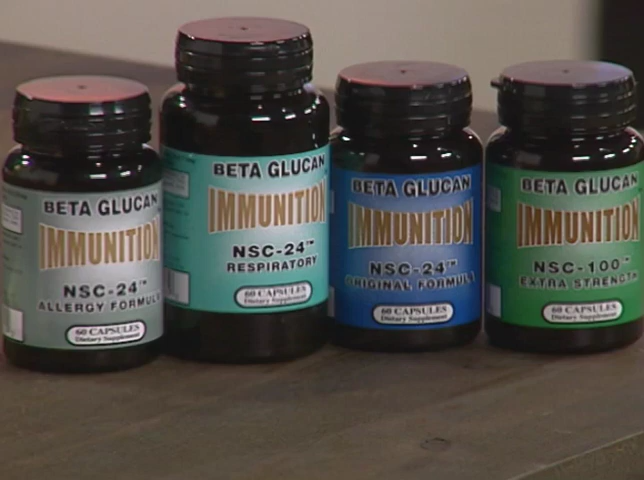 BETA GLUCAN
IMMUNITION
NSC-24™
ALLERGY FORMULA
60 CAPSULES
Dietary Supplement
BETA GLUCAN
IMMUNITION
NSC-24™
RESPIRATORY
60 CAPSULES
Dietary Supplement
BETA GLUCAN
IMMUNITION
NSC-24™
ORIGINAL FORMULA
60 CAPSULES
Dietary Supplement
BETA GLUCAN
IMMUNITION
NSC-100™
EXTRA STRENGTH
60 CAPSULES
Dietary Supplement